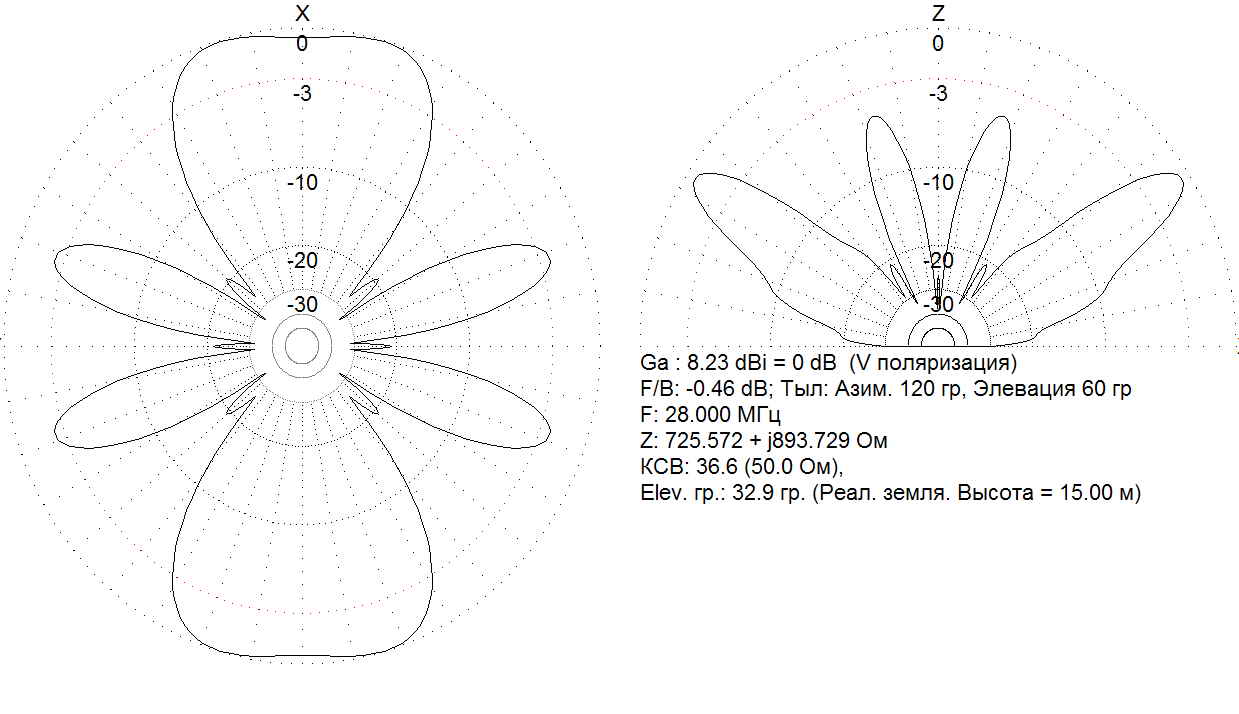 X
0
-3
-10
-20
-30
Z
0
-3
-10
-20
-30
Ga : 8.23 dBi = 0 dB (V поляризация)
F/B: -0.46 dB; Тыл: Азим. 120 гр, Элевация 60 гр
F: 28.000 МГц
Z: 725.572 + j893.729 Ом
КСВ: 36.6 (50.0 Ом),
Elev. гр.: 32.9 гр. (Реал. земля. Высота = 15.00 м)